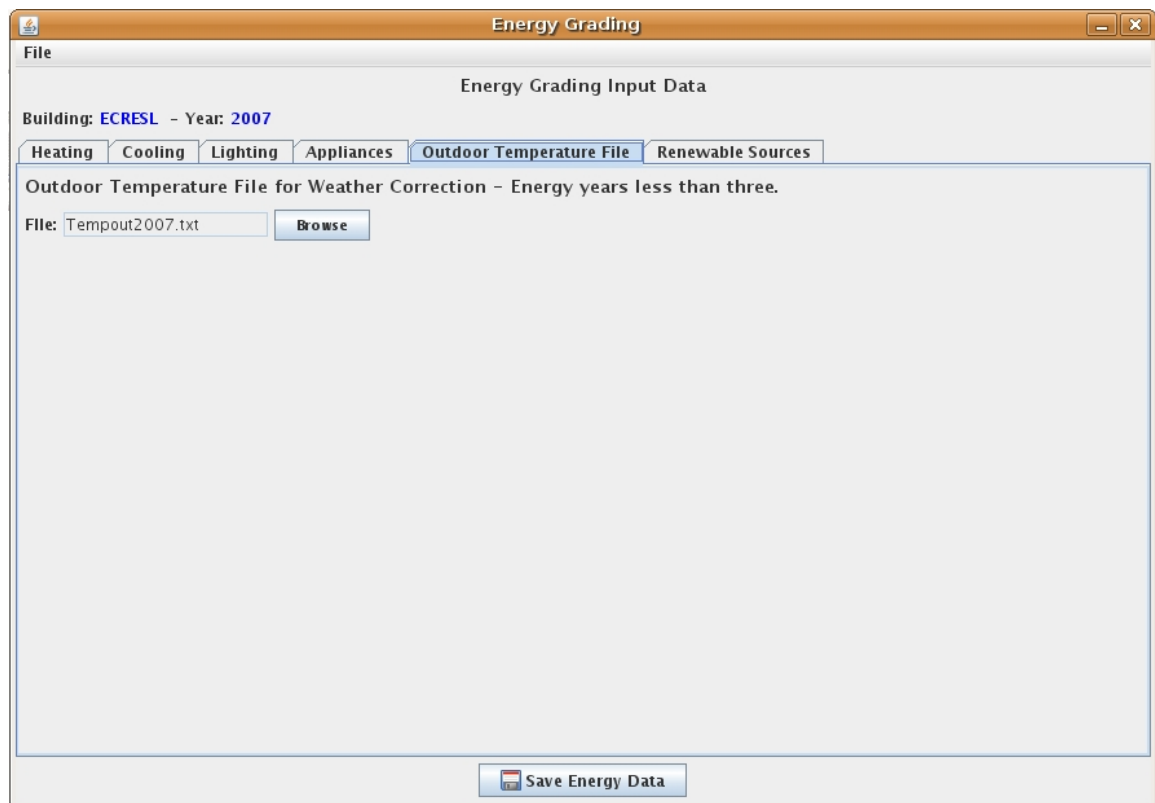 Energy Grading
File
Energy Grading Input Data
Building: ECRESL - Year: 2007
Heating Cooling Lighting Appliances Outdoor Temperature File Renewable Sources
Outdoor Temperature File for Weather Correction - Energy years less than three.
File: Tempout2007.txt Browse
Save Energy Data